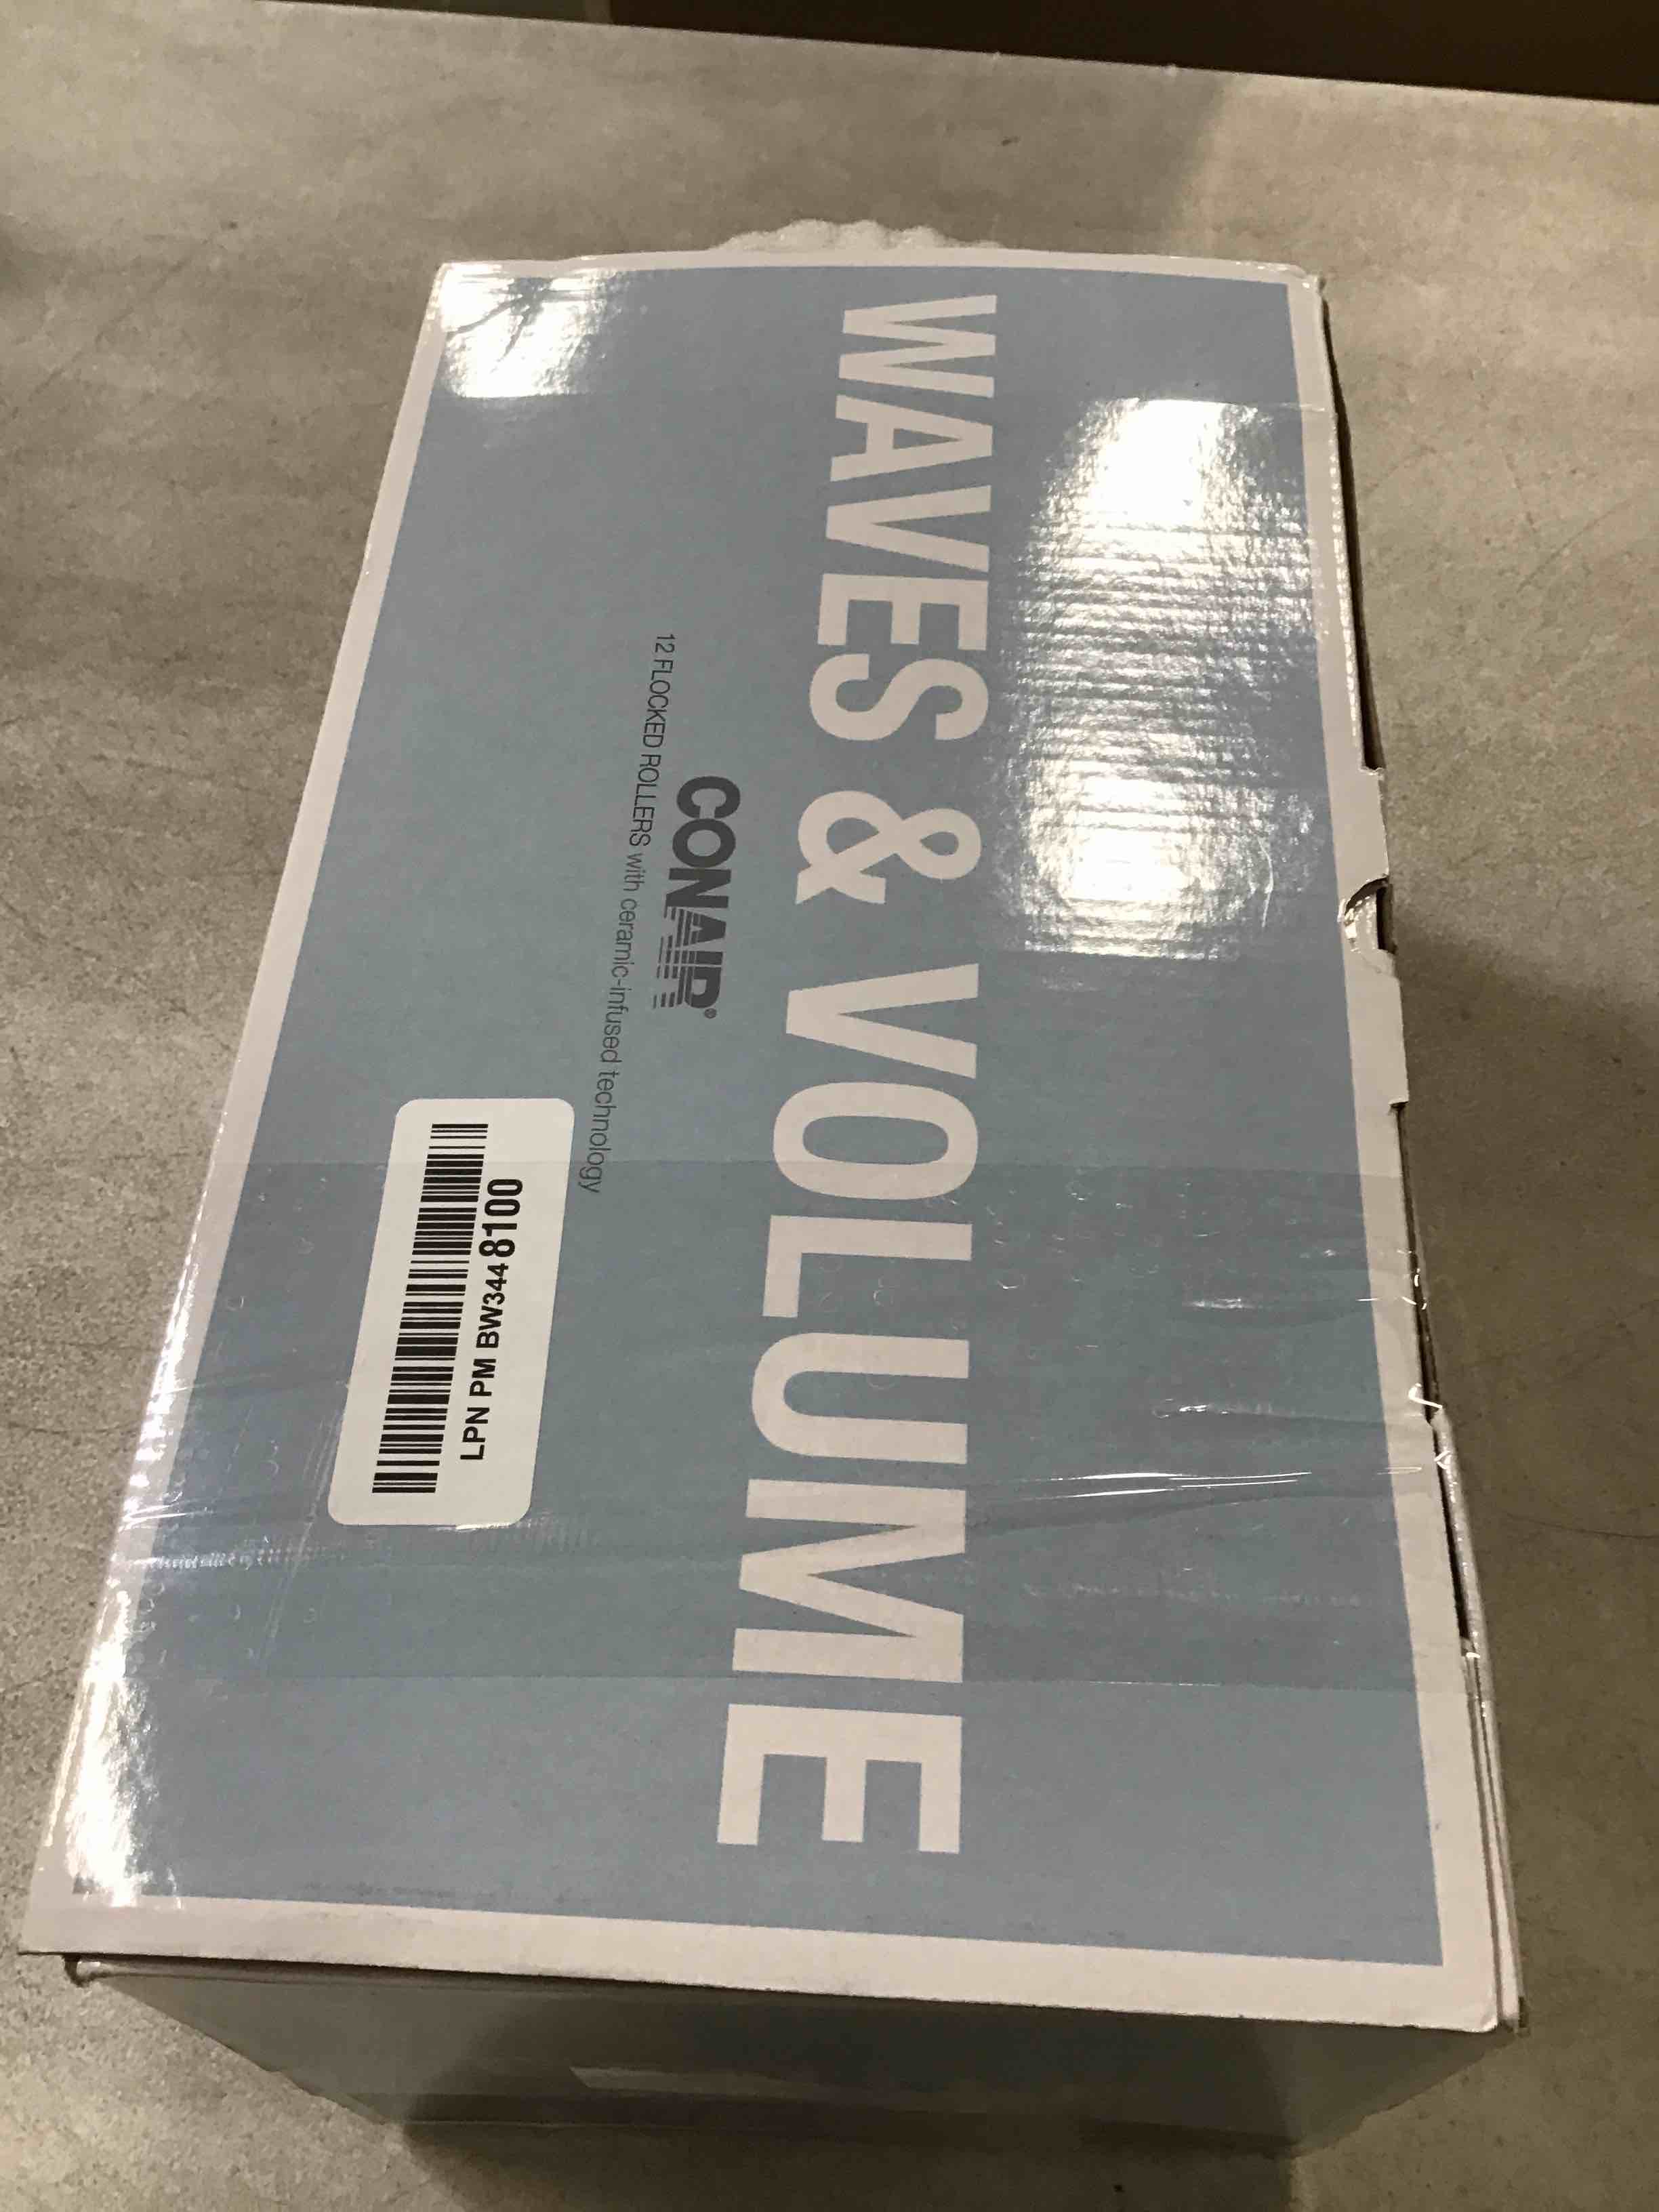 WAVES & VOLUME
CONAIR®
12 FLOCKED ROLLERS with ceramic-infused technology
LPN PM BW3448100